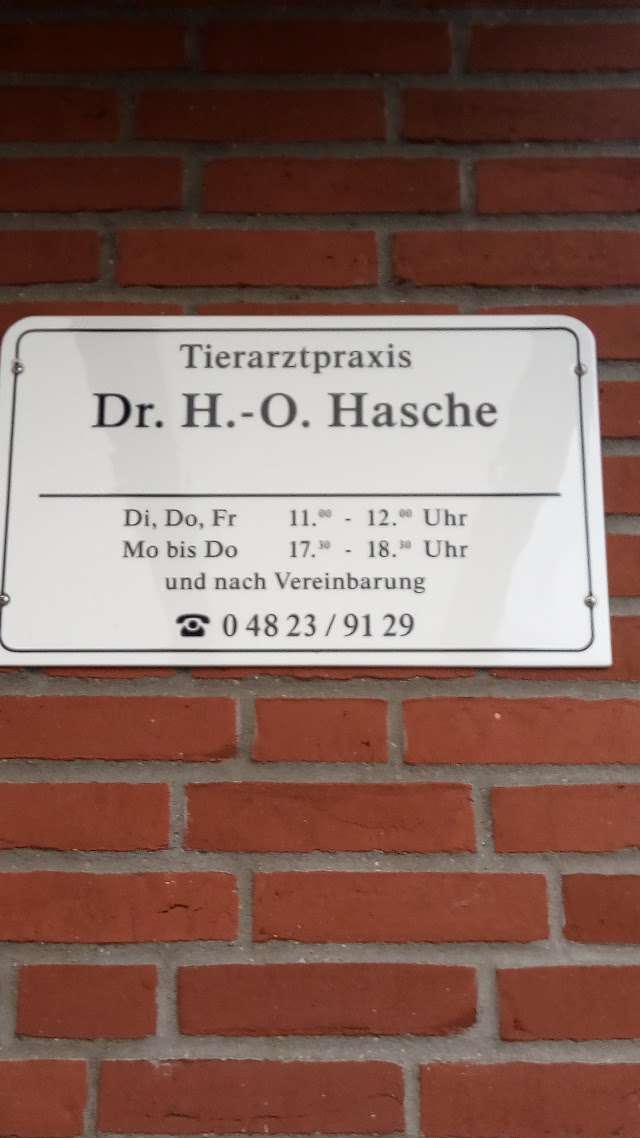 Tierarztpraxis
Dr. H.-O. Hasche
Di, Do, Fr 11.⁰⁰ - 12.⁰⁰ Uhr
Mo bis Do 17.³⁰ - 18.³⁰ Uhr
und nach Vereinbarung
☎ 0 48 23 / 91 29